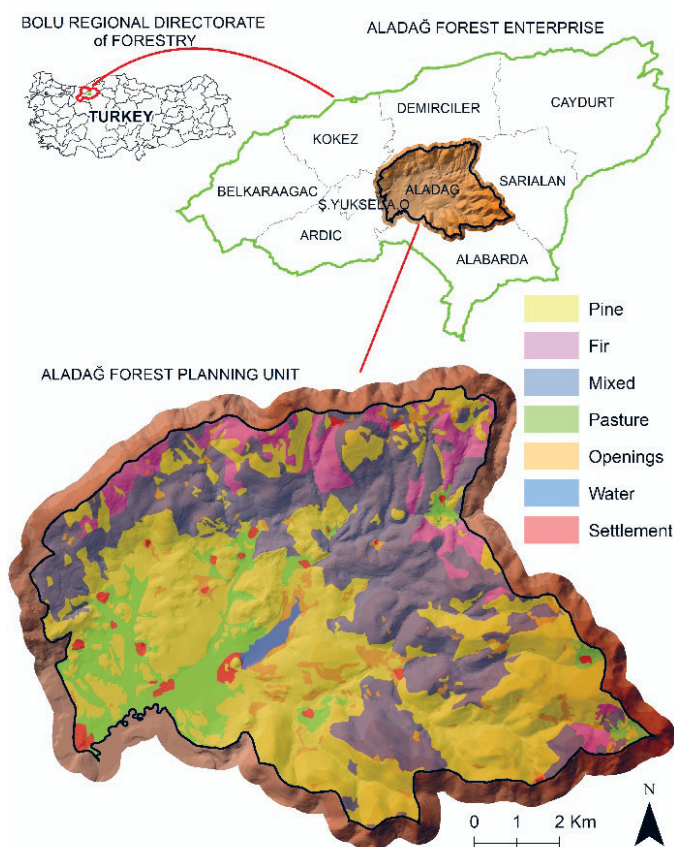 BOLU REGIONAL DIRECTORATE
of FORESTRY
ALADAĞ FOREST ENTERPRISE
TURKEY
DEMIRCILER
CAYDURT
KOKEZ
BELKARAAGAC
Ş.YUKSELA.O
ALADAG
SARIALAN
ARDIC
ALABARDA
Pine
Fir
Mixed
Pasture
Openings
Water
Settlement
ALADAĞ FOREST PLANNING UNIT
N
0 1 2 Km